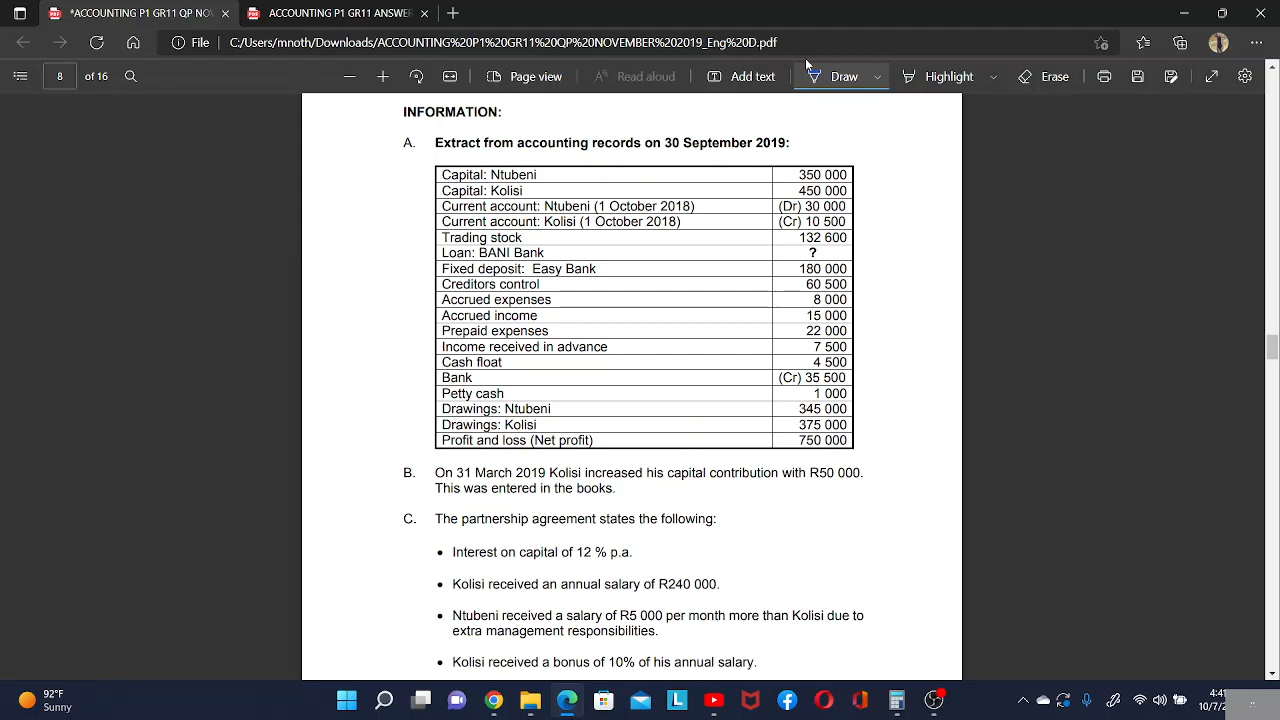 *ACCOUNTING P1 GR11 QP NOV
ACCOUNTING P1 GR11 ANSWER
File
C:/Users/mnoth/Downloads/ACCOUNTING%20P1%20GR11%20QP%20NOVEMBER%202019_Eng%20D.pdf
8 of 16
Page view
Read aloud
Add text
Draw
Highlight
Erase
INFORMATION:
A. Extract from accounting records on 30 September 2019:
Capital: Ntubeni 350 000
Capital: Kolisi 450 000
Current account: Ntubeni (1 October 2018) (Dr) 30 000
Current account: Kolisi (1 October 2018) (Cr) 10 500
Trading stock 132 600
Loan: BANI Bank ?
Fixed deposit: Easy Bank 180 000
Creditors control 60 500
Accrued expenses 8 000
Accrued income 15 000
Prepaid expenses 22 000
Income received in advance 7 500
Cash float 4 500
Bank (Cr) 35 500
Petty cash 1 000
Drawings: Ntubeni 345 000
Drawings: Kolisi 375 000
Profit and loss (Net profit) 750 000
B. On 31 March 2019 Kolisi increased his capital contribution with R50 000.
This was entered in the books.
C. The partnership agreement states the following:
• Interest on capital of 12 % p.a.
• Kolisi received an annual salary of R240 000.
• Ntubeni received a salary of R5 000 per month more than Kolisi due to
extra management responsibilities.
• Kolisi received a bonus of 10% of his annual salary.
92°F
Sunny